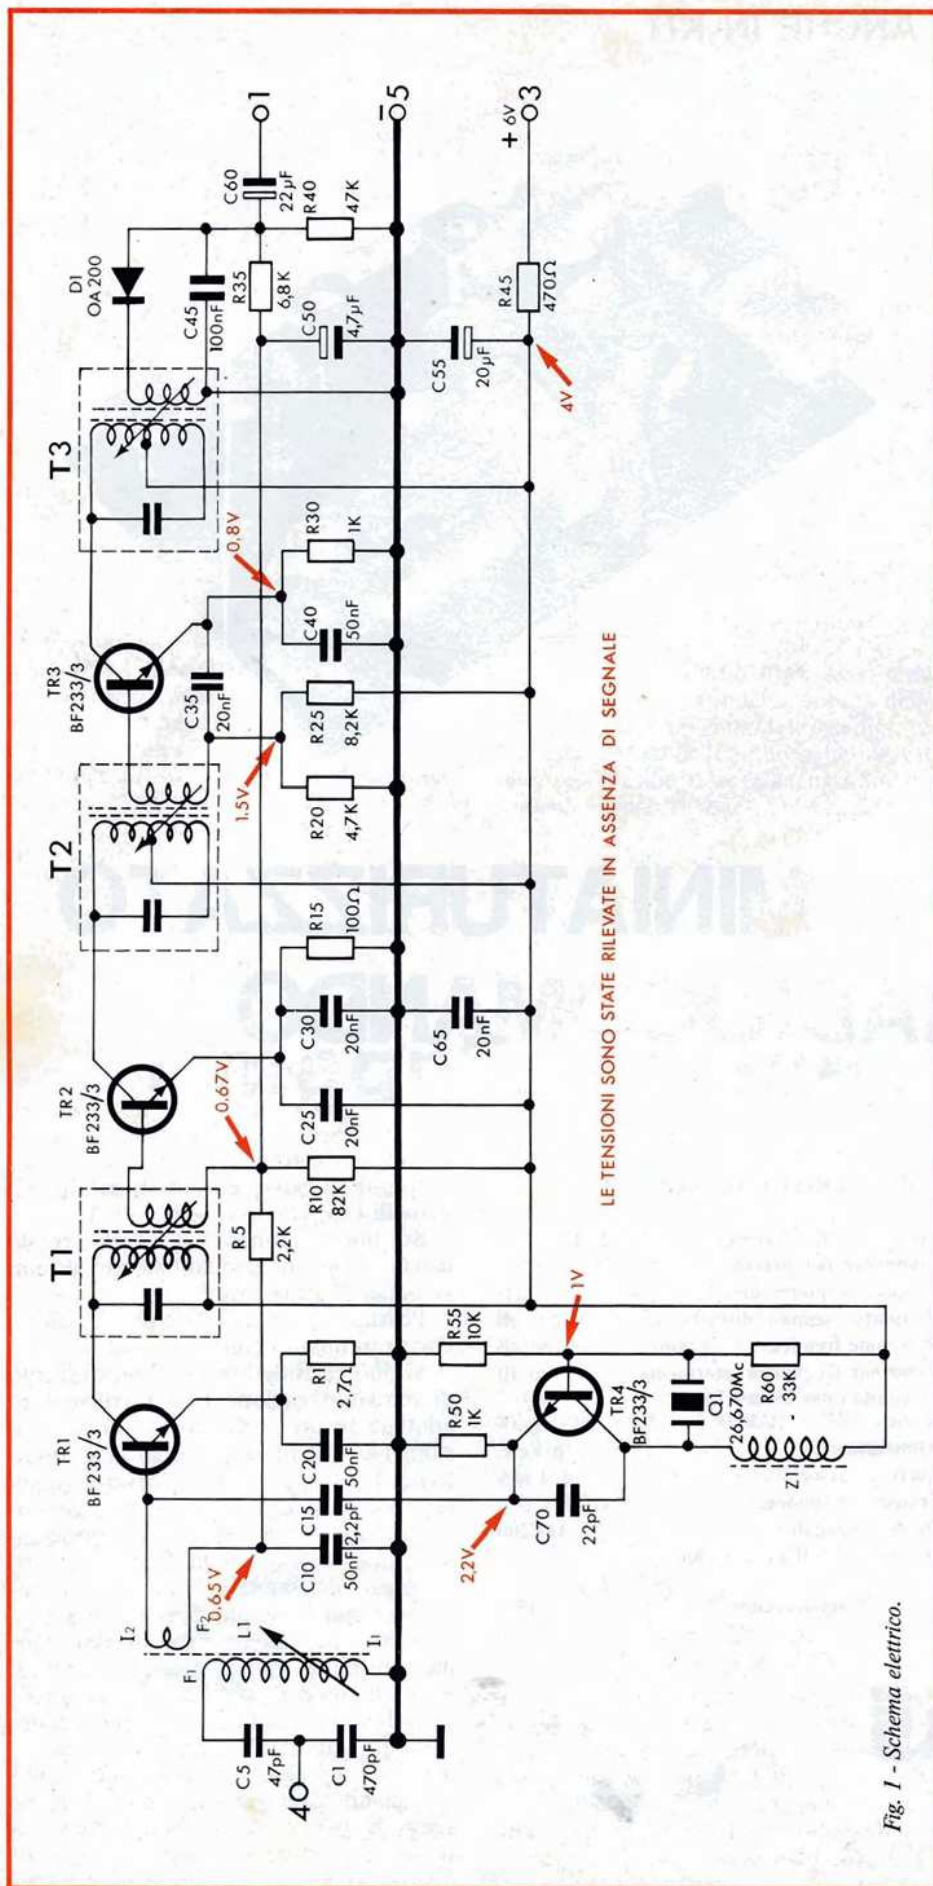 T1
T2
T3
TR1
BF233/3
TR2
BF233/3
TR3
BF233/3
D1
OA200
C45
100nF
C60
22µF
1
R35
6,8K
R40
47K
C50
4,7µF
–5
C55
20µF
R45
470Ω
+6V
3
4V
0,8V
R30
1K
C40
50nF
C35
20nF
1.5V
R25
8,2K
R20
4,7K
R15
100Ω
C30
20nF
C65
20nF
C25
20nF
0.67V
R10
82K
R5
2,2K
R1
2,7Ω
C20
50nF
C15
2,2pF
C10
50nF
0.65V
I2
F2
L1
F1
I1
C5
47pF
4
C1
470pF
R55
10K
R50
1K
1V
TR4
BF233/3
Q1
26,670Mc
R60
33K
Z1
C70
22pF
2,2V
LE TENSIONI SONO STATE RILEVATE IN ASSENZA DI SEGNALE
Fig. 1 - Schema elettrico.